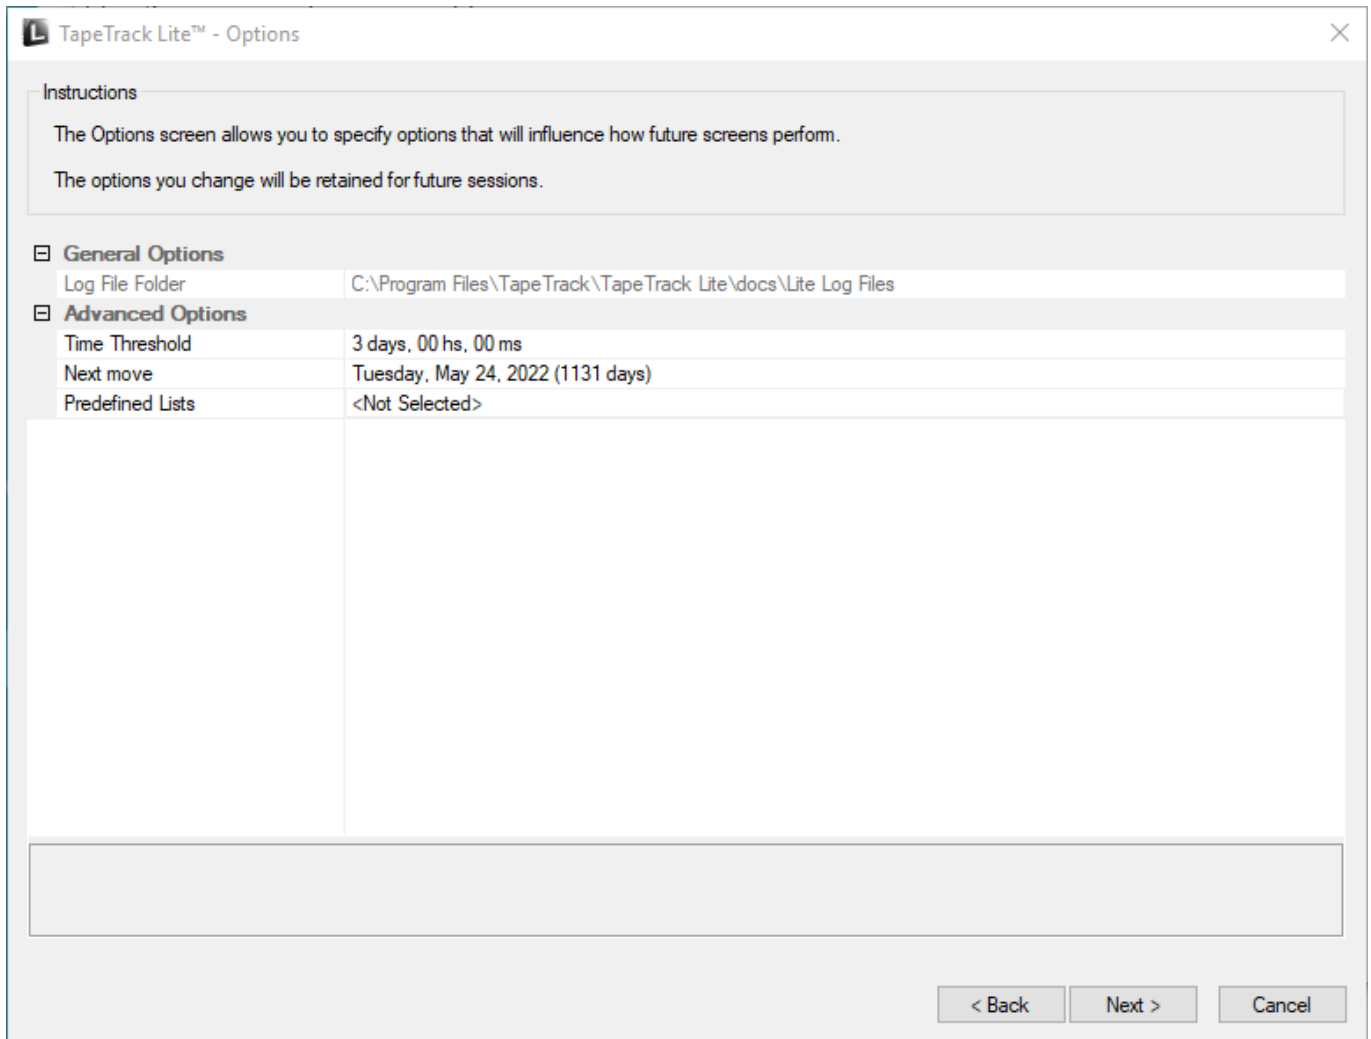 TapeTrack Lite™ - Options
Instructions
The Options screen allows you to specify options that will influence how future screens perform.
The options you change will be retained for future sessions.
General Options
Log File Folder C:\Program Files\TapeTrack\TapeTrack Lite\docs\Lite Log Files
Advanced Options
Time Threshold 3 days, 00 hs, 00 ms
Next move Tuesday, May 24, 2022 (1131 days)
Predefined Lists <Not Selected>
< Back Next > Cancel